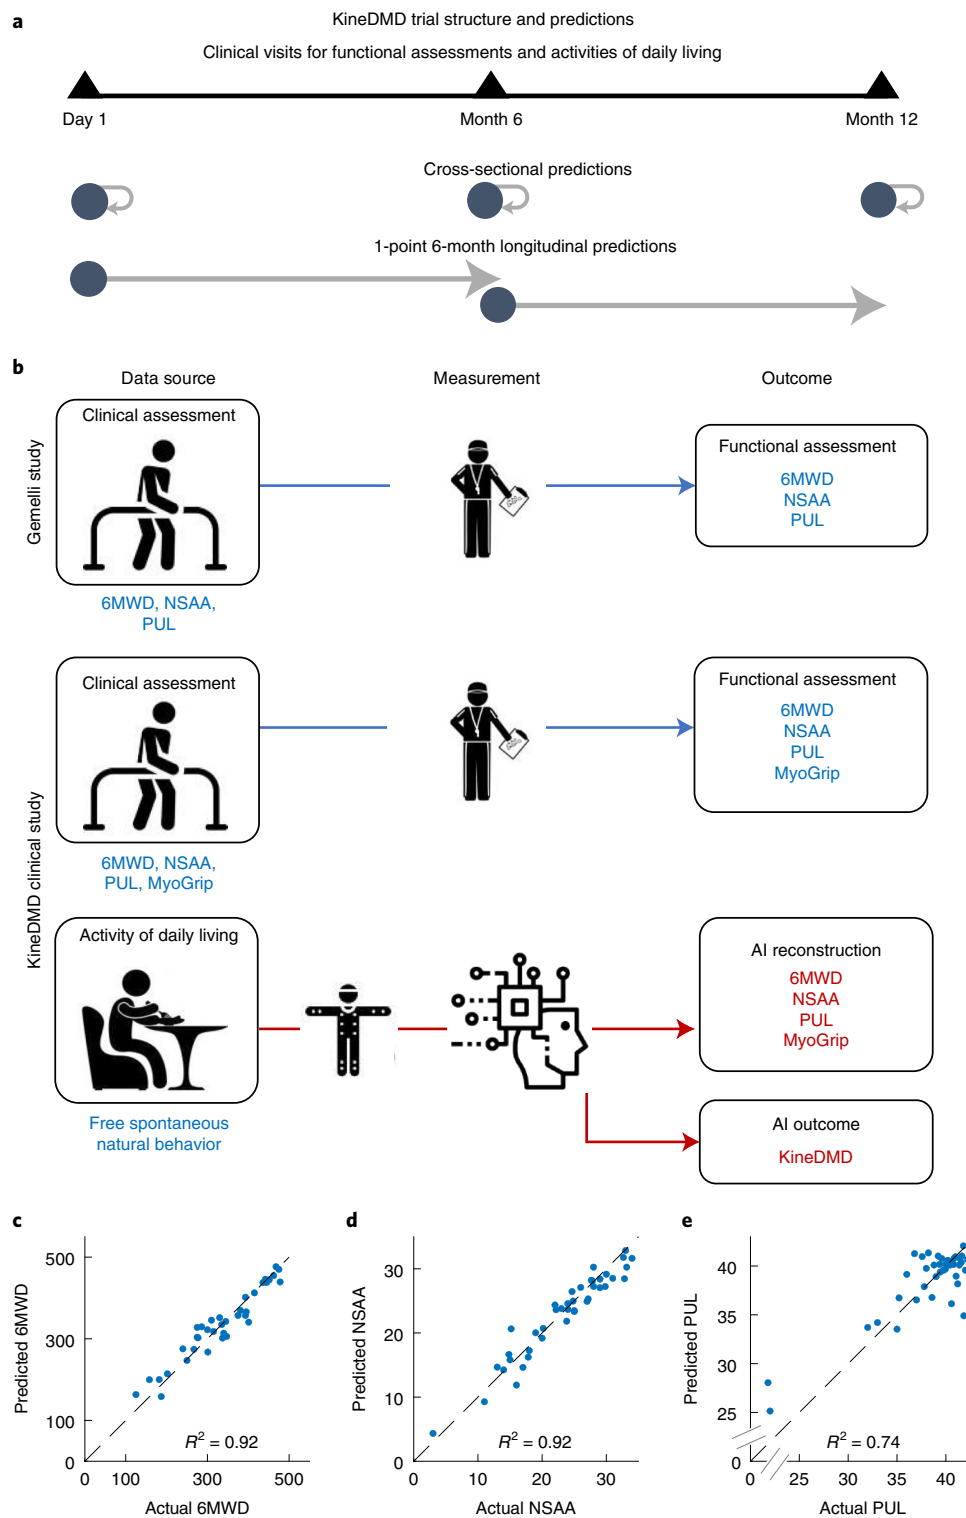 a
KineDMD trial structure and predictions
Clinical visits for functional assessments and activities of daily living
Day 1
Month 6
Month 12
Cross-sectional predictions
1-point 6-month longitudinal predictions
b
Data source
Measurement
Outcome
Gemelli study
Clinical assessment
6MWD, NSAA,
PUL
Functional assessment
6MWD
NSAA
PUL
KineDMD clinical study
Clinical assessment
6MWD, NSAA,
PUL, MyoGrip
Functional assessment
6MWD
NSAA
PUL
MyoGrip
Activity of daily living
Free spontaneous
natural behavior
AI reconstruction
6MWD
NSAA
PUL
MyoGrip
AI outcome
KineDMD
c
Predicted 6MWD
500
300
100
0
R² = 0.92
0 100 300 500
Actual 6MWD
d
Predicted NSAA
30
20
10
0
R² = 0.92
0 10 20 30
Actual NSAA
e
Predicted PUL
40
35
30
25
0
R² = 0.74
0 25 30 35 40
Actual PUL